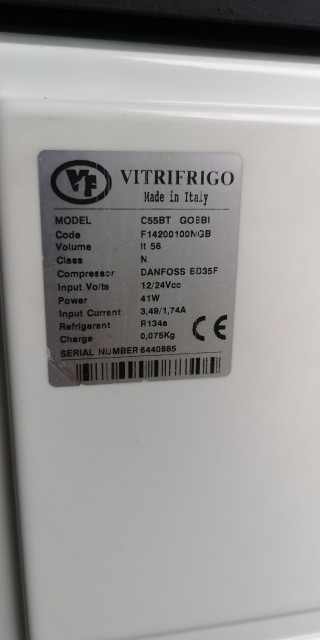 VF VITRIFRIGO
Made in Italy
MODEL C55BT GOBBI
Code F14200100NGB
Volume lt 56
Class N
Compressor DANFOSS BD35F
Input Volts 12/24Vcc
Power 41W
Input Current 3,49/1,74A
Refrigerant R134a
Charge 0,075Kg
CE
SERIAL NUMBER 6440885